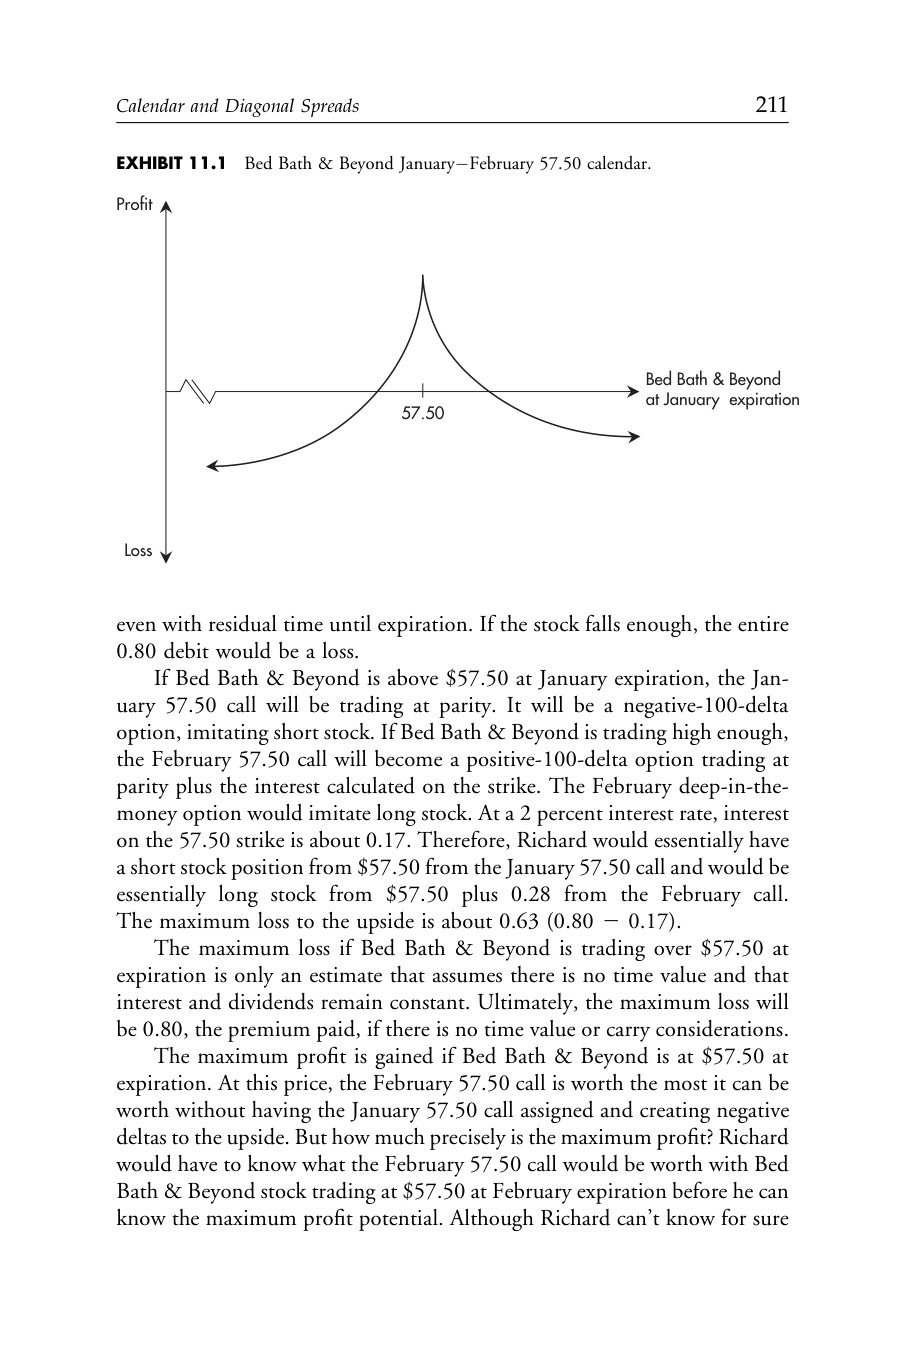 Calendar and Diagonal Spreads 211
EXHIBIT 11.1 Bed Bath & Beyond January–February 57.50 calendar.
Profit
Bed Bath & Beyond
at January expiration
57.50
Loss
even with residual time until expiration. If the stock falls enough, the entire
0.80 debit would be a loss.
If Bed Bath & Beyond is above $57.50 at January expiration, the Jan-
uary 57.50 call will be trading at parity. It will be a negative-100-delta
option, imitating short stock. If Bed Bath & Beyond is trading high enough,
the February 57.50 call will become a positive-100-delta option trading at
parity plus the interest calculated on the strike. The February deep-in-the-
money option would imitate long stock. At a 2 percent interest rate, interest
on the 57.50 strike is about 0.17. Therefore, Richard would essentially have
a short stock position from $57.50 from the January 57.50 call and would be
essentially long stock from $57.50 plus 0.28 from the February call.
The maximum loss to the upside is about 0.63 (0.80 − 0.17).
The maximum loss if Bed Bath & Beyond is trading over $57.50 at
expiration is only an estimate that assumes there is no time value and that
interest and dividends remain constant. Ultimately, the maximum loss will
be 0.80, the premium paid, if there is no time value or carry considerations.
The maximum profit is gained if Bed Bath & Beyond is at $57.50 at
expiration. At this price, the February 57.50 call is worth the most it can be
worth without having the January 57.50 call assigned and creating negative
deltas to the upside. But how much precisely is the maximum profit? Richard
would have to know what the February 57.50 call would be worth with Bed
Bath & Beyond stock trading at $57.50 at February expiration before he can
know the maximum profit potential. Although Richard can’t know for sure